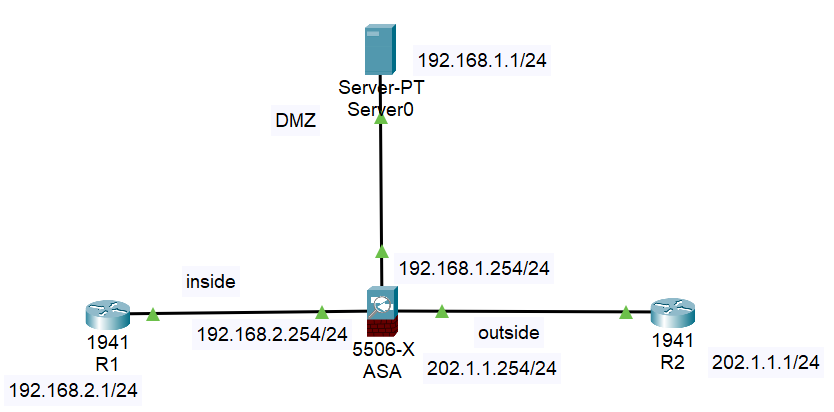 192.168.1.1/24
Server-PT
Server0
DMZ
192.168.1.254/24
inside
192.168.2.254/24
outside
1941
R1
5506-X
ASA
1941
R2
202.1.1.1/24
202.1.1.254/24
192.168.2.1/24